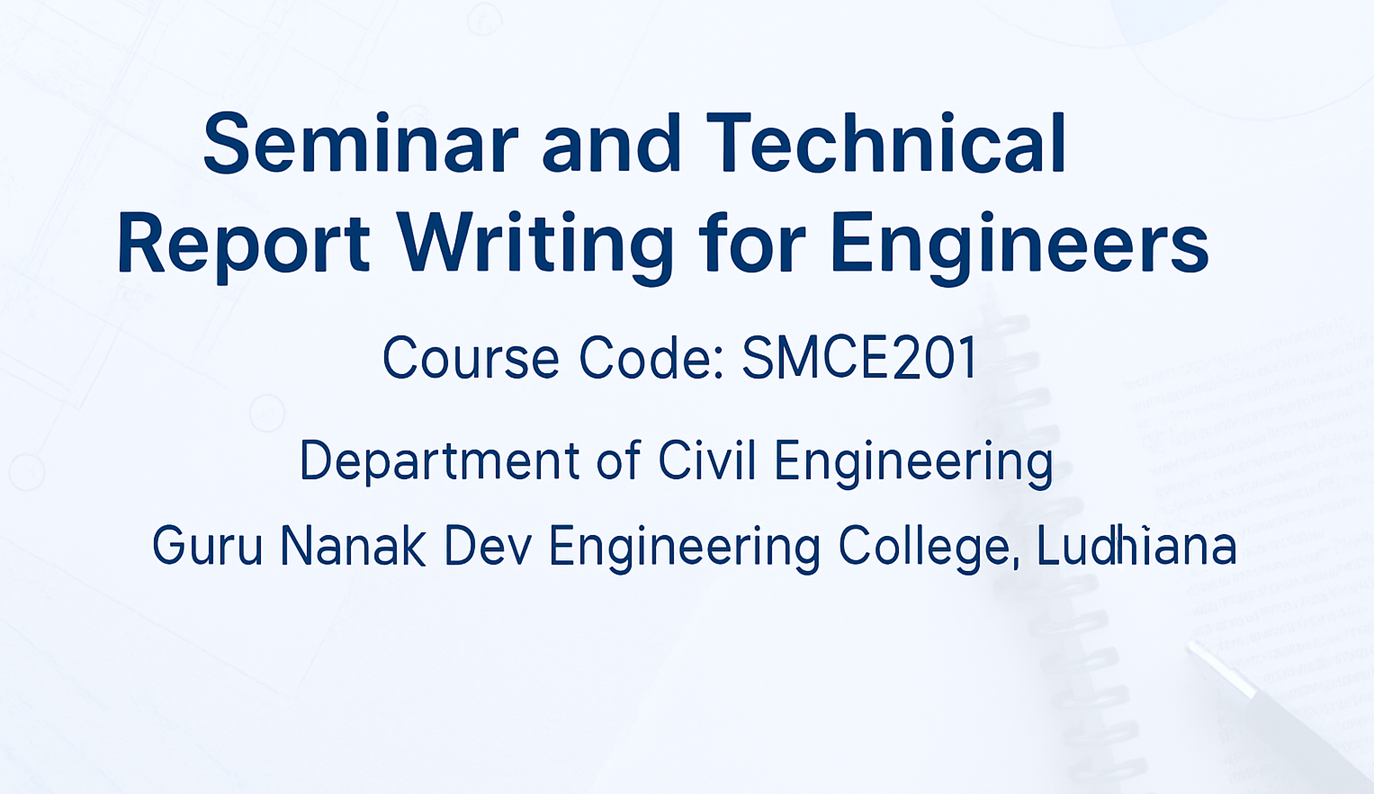 Seminar and Technical
Report Writing for Engineers
Course Code: SMCE201
Department of Civil Engineering
Guru Nanak Dev Engineering College, Ludhiana